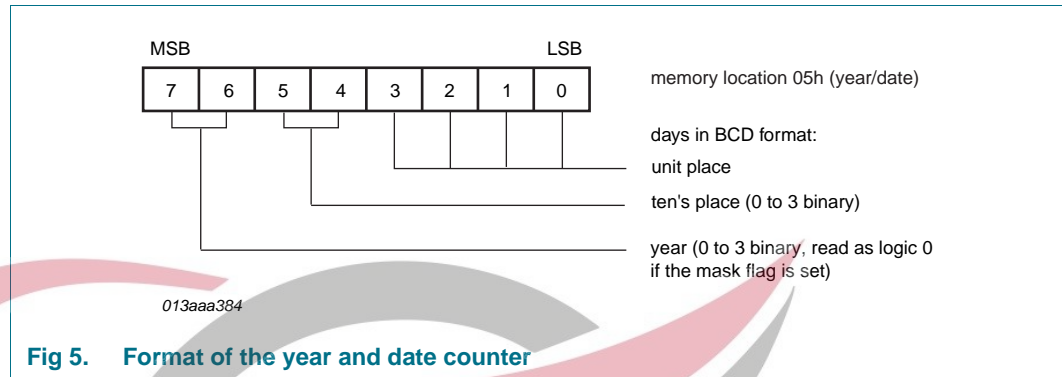 MSB LSB
7 6 5 4 3 2 1 0
memory location 05h (year/date)
days in BCD format:
unit place
ten's place (0 to 3 binary)
year (0 to 3 binary, read as logic 0
if the mask flag is set)
013aaa384
Fig 5. Format of the year and date counter